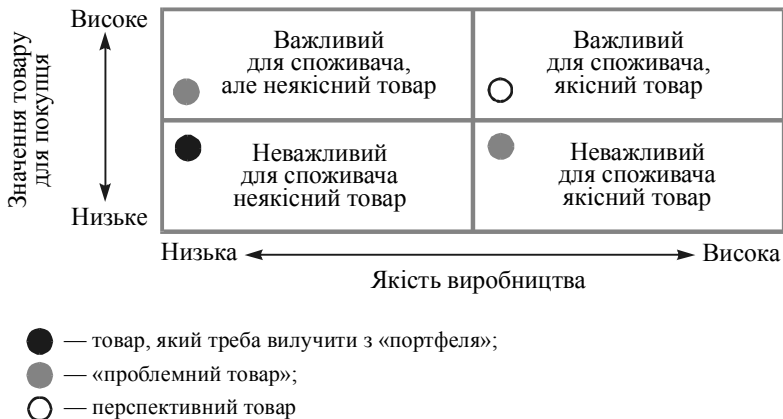 Значення товару
для покупця
Високе
Низьке
Важливий
для споживача,
але неякісний товар
Важливий
для споживача,
якісний товар
Неважливий
для споживача
неякісний товар
Неважливий
для споживача
якісний товар
Низька
Висока
Якість виробництва
— товар, який треба вилучити з «портфеля»;
— «проблемний товар»;
— перспективний товар